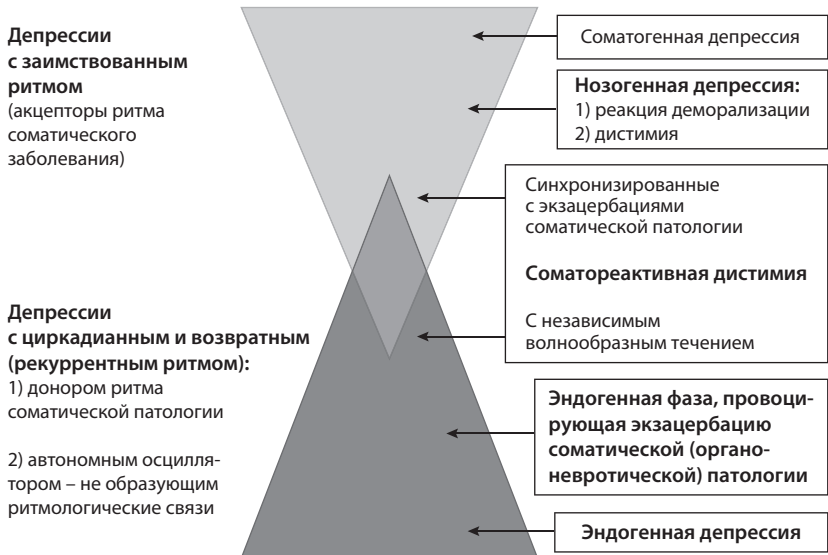 Депрессии
с заимствованным
ритмом
(акцепторы ритма
соматического
заболевания)
Соматогенная депрессия
Нозогенная депрессия:
1) реакция деморализации
2) дистимия
Синхронизированные
с экзацербациями
соматической патологии
Соматореактивная дистимия
С независимым
волнообразным течением
Депрессии
с циркадианным и возвратным
(рекуррентным ритмом):
1) донором ритма
соматической патологии
2) автономным осцилля-
тором – не образующим
ритмологические связи
Эндогенная фаза, провоци-
рующая экзацербацию
соматической (органо-
невротической) патологии
Эндогенная депрессия